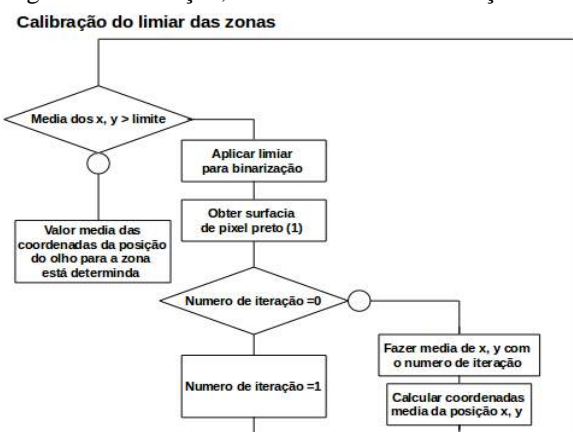 Calibração do limiar das zonas
Media dos x, y > limite
Aplicar limiar
para binarização
Obter surfacia
de pixel preto (1)
Valor media das
coordenadas da posição
do olho para a zona
está determinda
Numero de iteração =0
Fazer media de x, y com
o numero de iteração
Numero de iteração =1
Calcular coordenadas
media da posição x, y